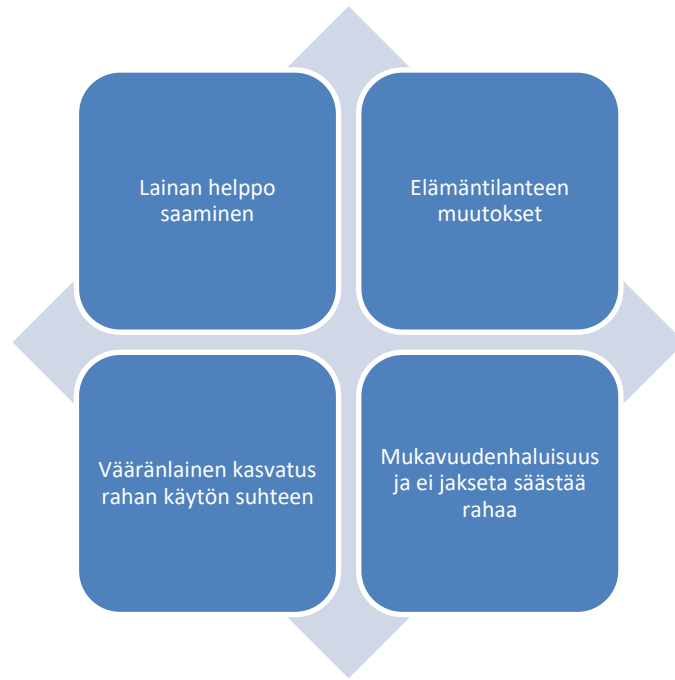 Lainan helppo
saaminen
Elämäntilanteen
muutokset
Vääränlainen kasvatus
rahan käytön suhteen
Mukavuudenhaluisuus
ja ei jakseta säästää
rahaa